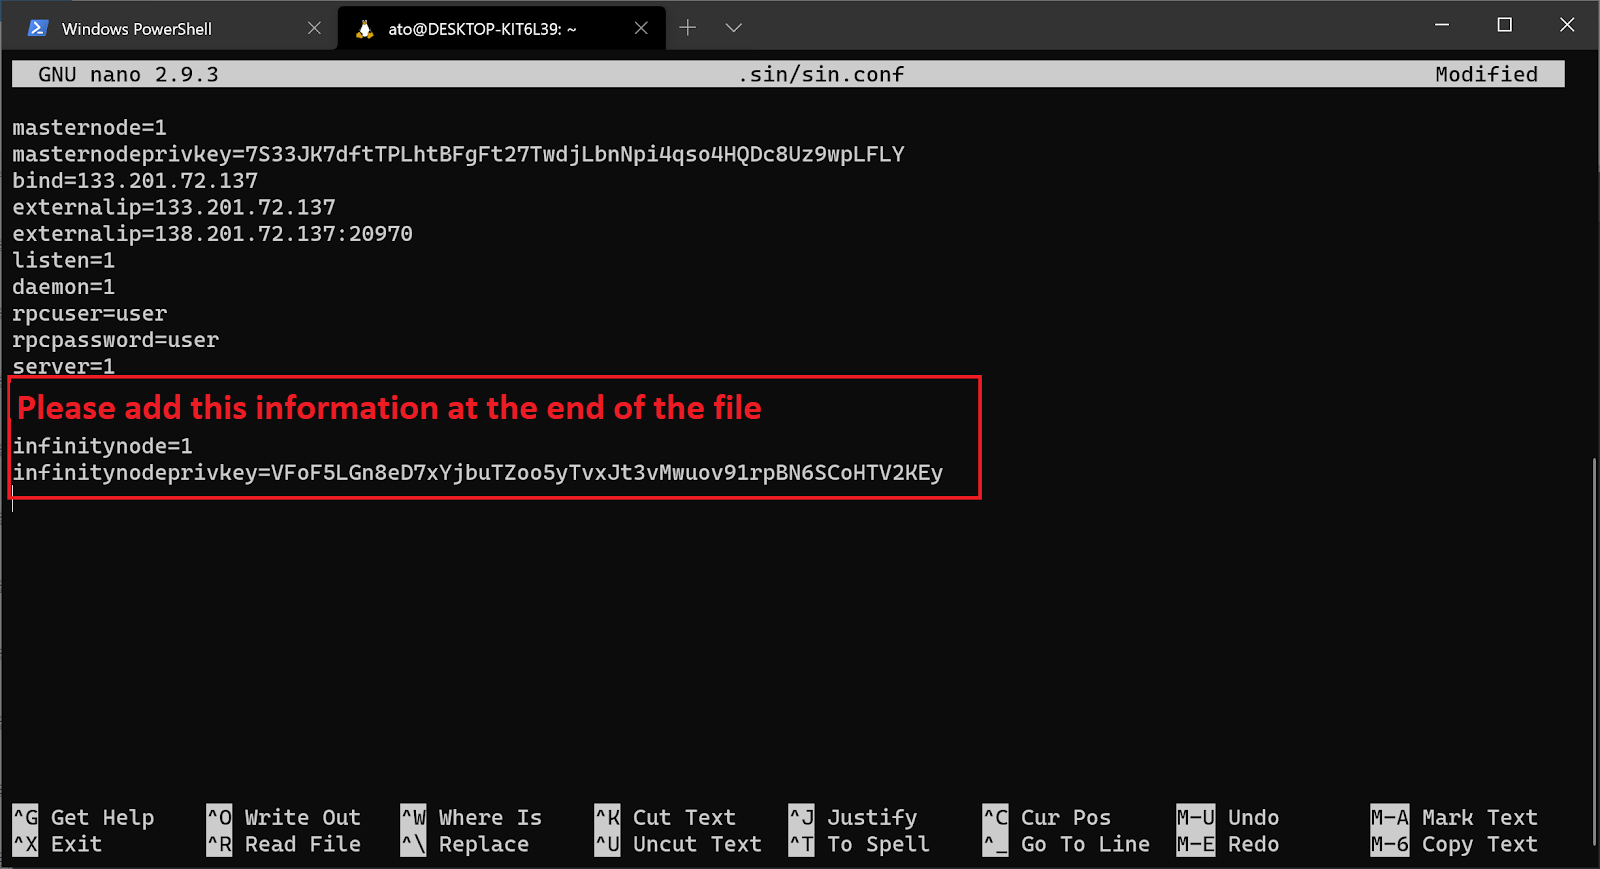 Windows PowerShell
ato@DESKTOP-KIT6L39: ~
GNU nano 2.9.3 .sin/sin.conf Modified
masternode=1
masternodeprivkey=7S33JK7dftTPLhtBFgFt27TwdjLbnNpi4qso4HQDc8Uz9wpLFLY
bind=133.201.72.137
externalip=133.201.72.137
externalip=138.201.72.137:20970
listen=1
daemon=1
rpcuser=user
rpcpassword=user
server=1
Please add this information at the end of the file
infinitynode=1
infinitynodeprivkey=VFoF5LGn8eD7xYjbuTZoo5yTvxJt3vMwuov91rpBN6SCoHTV2KEy
^G Get Help ^O Write Out ^W Where Is ^K Cut Text ^J Justify ^C Cur Pos M-U Undo M-A Mark Text
^X Exit ^R Read File ^\ Replace ^U Uncut Text ^T To Spell ^_ Go To Line M-E Redo M-6 Copy Text